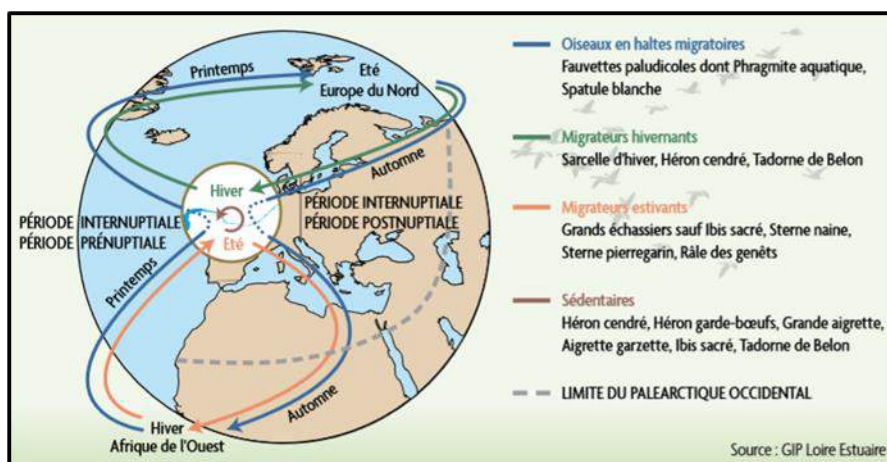 Printemps
Eté
Europe du Nord
Automne
Hiver
PÉRIODE INTERNUPTIALE
PÉRIODE PRÉNUPTIALE
PÉRIODE INTERNUPTIALE
PÉRIODE POSTNUPTIALE
Eté
Printemps
Automne
Hiver
Afrique de l'Ouest
Oiseaux en haltes migratoires
Fauvettes paludicoles dont Phragmite aquatique,
Spatule blanche
Migrateurs hivernants
Sarcelle d'hiver, Héron cendré, Tadorne de Belon
Migrateurs estivants
Grands échassiers sauf Ibis sacré, Sterne naine,
Sterne pierregarin, Râle des genêts
Sédentaires
Héron cendré, Héron garde-bœufs, Grande aigrette,
Aigrette garzette, Ibis sacré, Tadorne de Belon
LIMITE DU PALEARCTIQUE OCCIDENTAL
Source : GIP Loire Estuaire